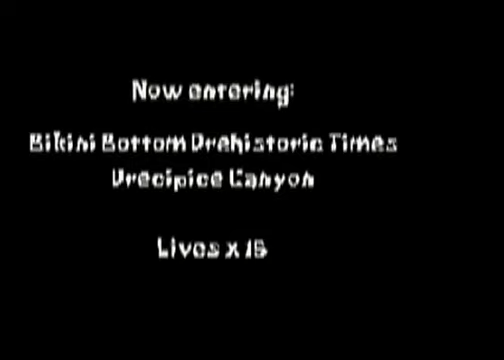 Now entering:
Bikini Bottom Prehistoric Times
Precipice Canyon
Lives x 15